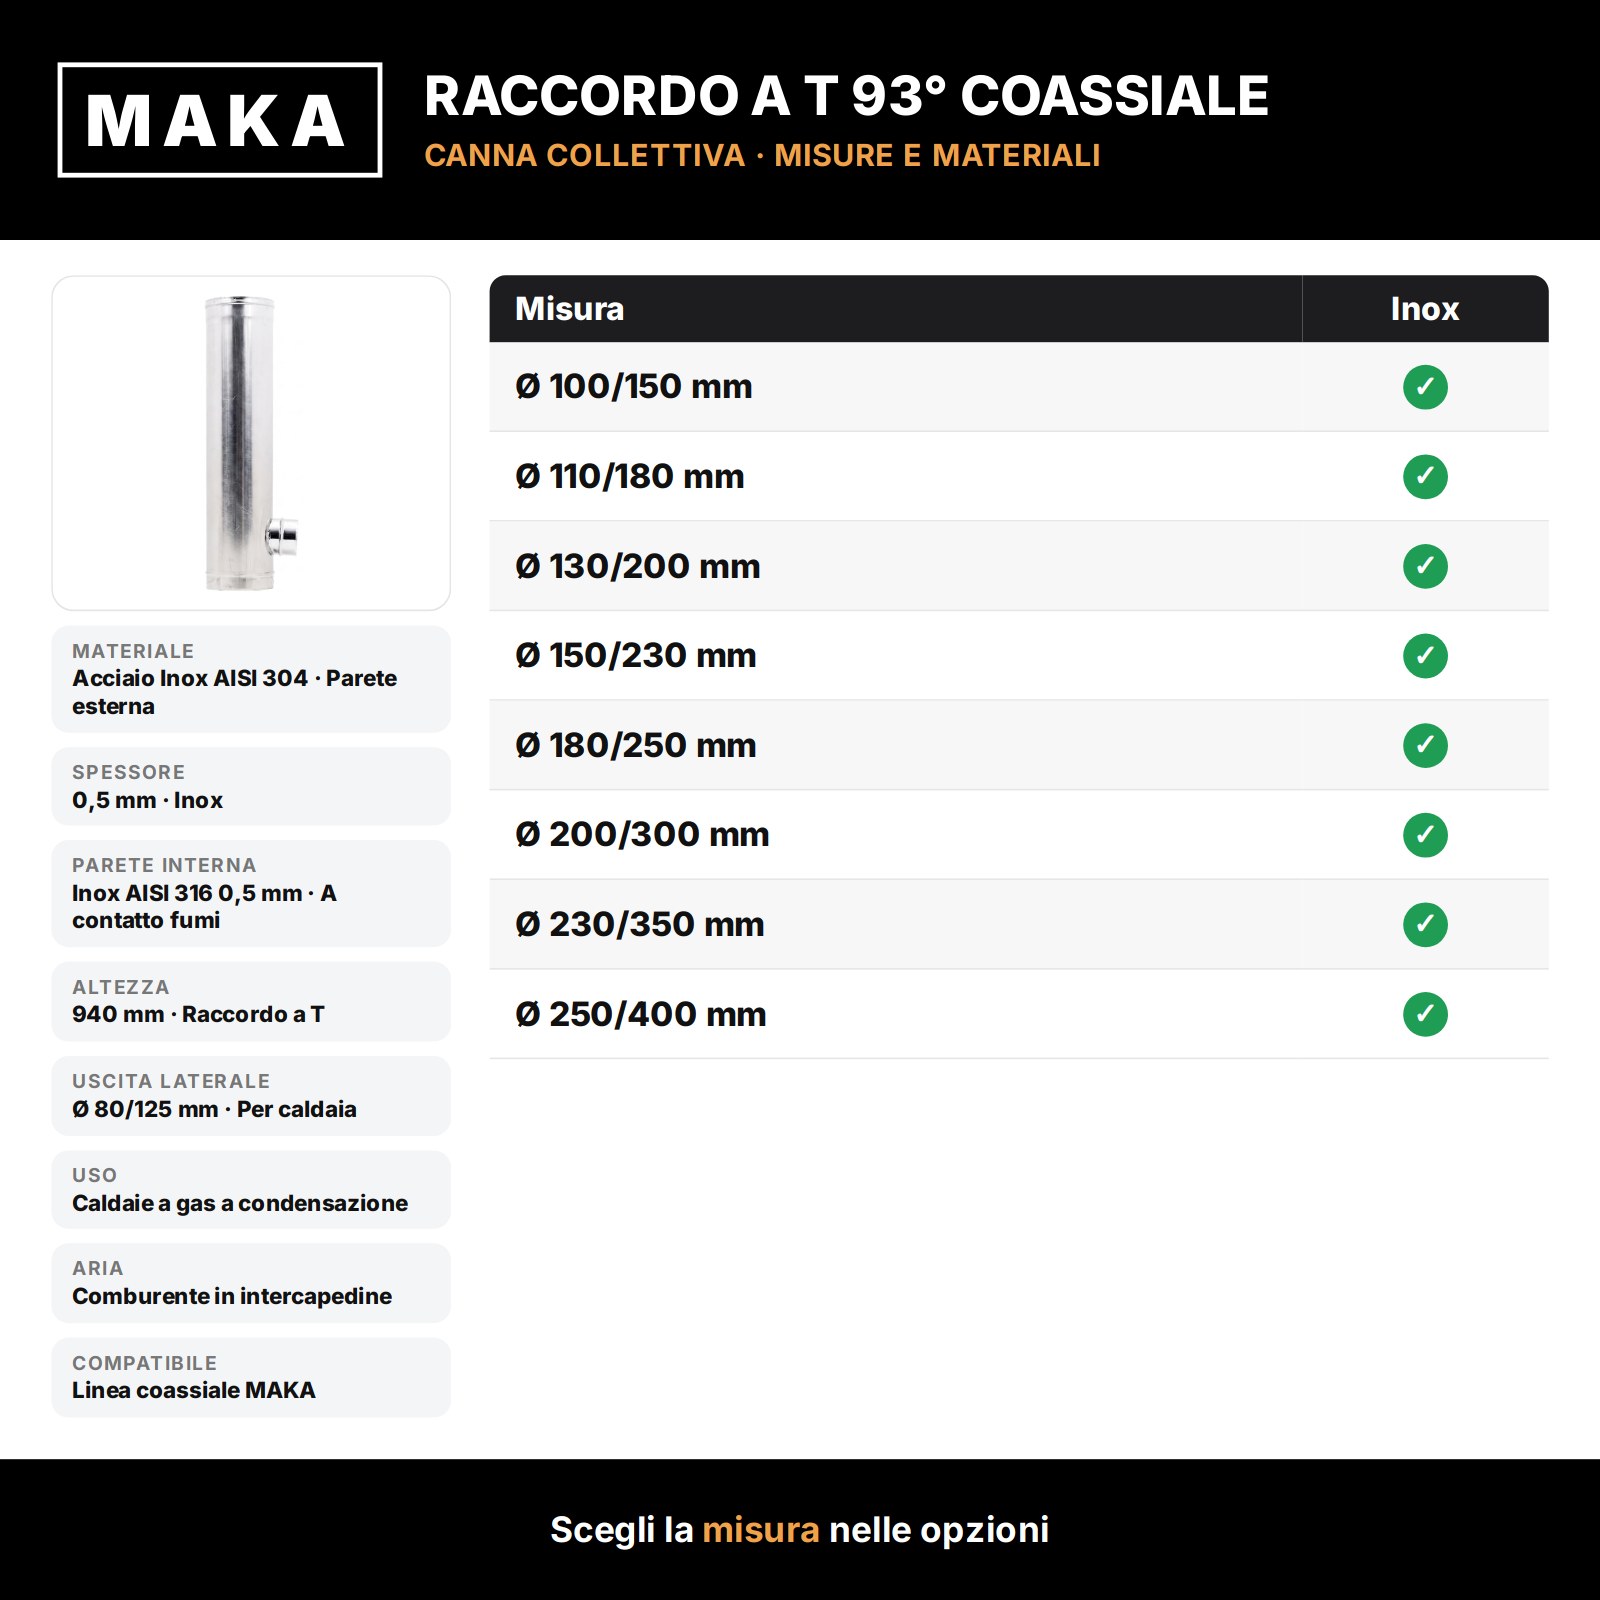 MAKA
RACCORDO A T 93° COASSIALE
CANNA COLLETTIVA · MISURE E MATERIALI
MATERIALE
Acciaio Inox AISI 304 · Parete
esterna
SPESSORE
0,5 mm · Inox
PARETE INTERNA
Inox AISI 316 0,5 mm · A
contatto fumi
ALTEZZA
940 mm · Raccordo a T
USCITA LATERALE
Ø 80/125 mm · Per caldaia
USO
Caldaie a gas a condensazione
ARIA
Comburente in intercapedine
COMPATIBILE
Linea coassiale MAKA
Misura Inox
Ø 100/150 mm ✓
Ø 110/180 mm ✓
Ø 130/200 mm ✓
Ø 150/230 mm ✓
Ø 180/250 mm ✓
Ø 200/300 mm ✓
Ø 230/350 mm ✓
Ø 250/400 mm ✓
Scegli la misura nelle opzioni